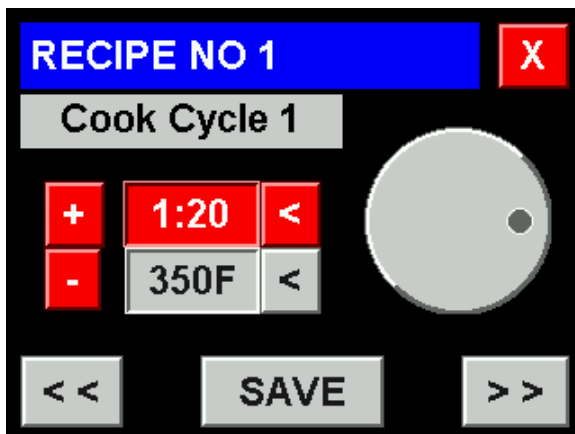 RECIPE NO 1 X
Cook Cycle 1
+ 1:20 <
- 350F <
< < SAVE > >